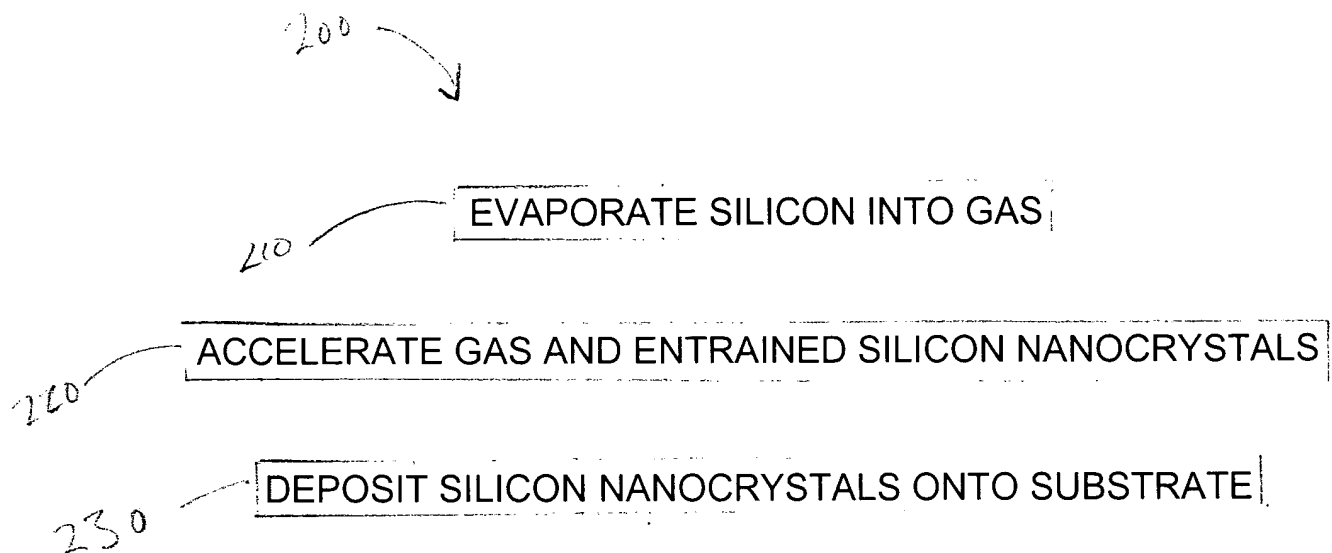 200
EVAPORATE SILICON INTO GAS
210
ACCELERATE GAS AND ENTRAINED SILICON NANOCRYSTALS
220
DEPOSIT SILICON NANOCRYSTALS ONTO SUBSTRATE
230